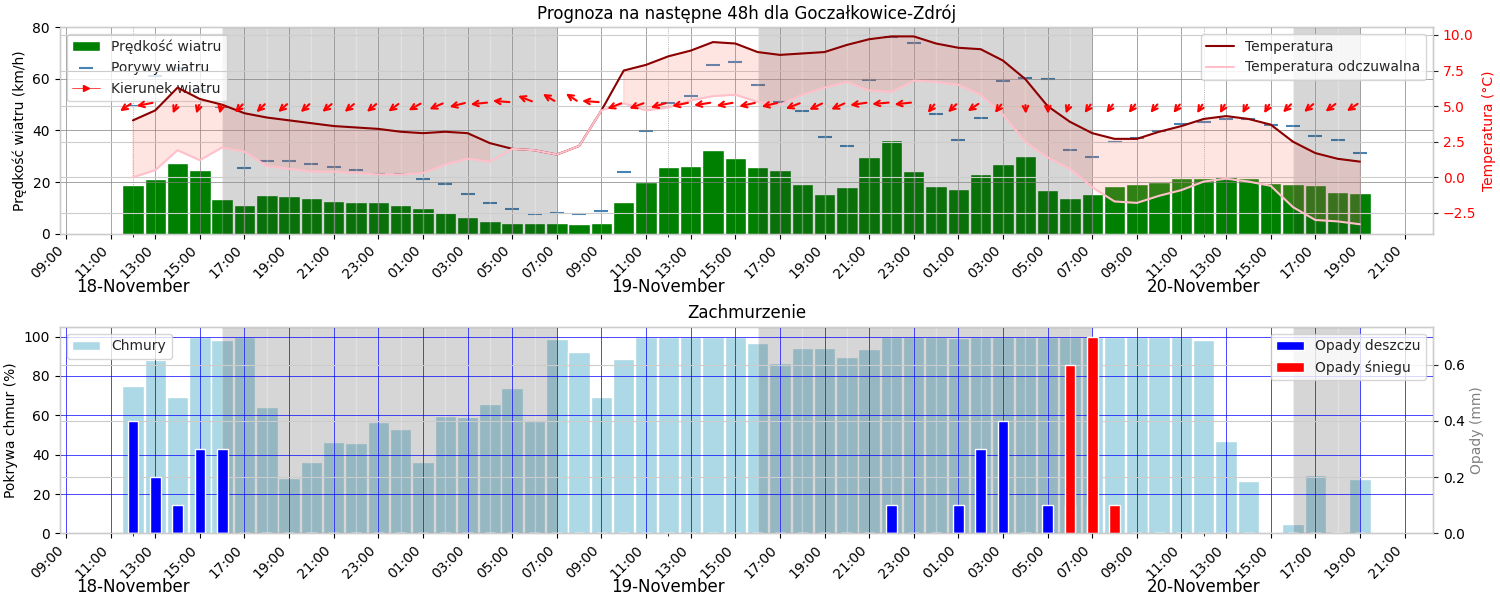 Prognoza na następne 48h dla Goczałkowice-Zdrój
Prędkość wiatru (km/h)
80
60
40
20
0
Prędkość wiatru
Porywy wiatru
Kierunek wiatru
Temperatura
Temperatura odczuwalna
10.0
7.5
5.0
2.5
0.0
−2.5
Temperatura (°C)
09:00 11:00 13:00 15:00 17:00 19:00 21:00 23:00 01:00 03:00 05:00 07:00 09:00 11:00 13:00 15:00 17:00 19:00 21:00 23:00 01:00 03:00 05:00 07:00 09:00 11:00 13:00 15:00 17:00 19:00 21:00
18-November 19-November 20-November
Zachmurzenie
Pokrywa chmur (%)
100
80
60
40
20
0
Chmury
Opady deszczu
Opady śniegu
0.6
0.4
0.2
0.0
Opady (mm)
09:00 11:00 13:00 15:00 17:00 19:00 21:00 23:00 01:00 03:00 05:00 07:00 09:00 11:00 13:00 15:00 17:00 19:00 21:00 23:00 01:00 03:00 05:00 07:00 09:00 11:00 13:00 15:00 17:00 19:00 21:00
18-November 19-November 20-November